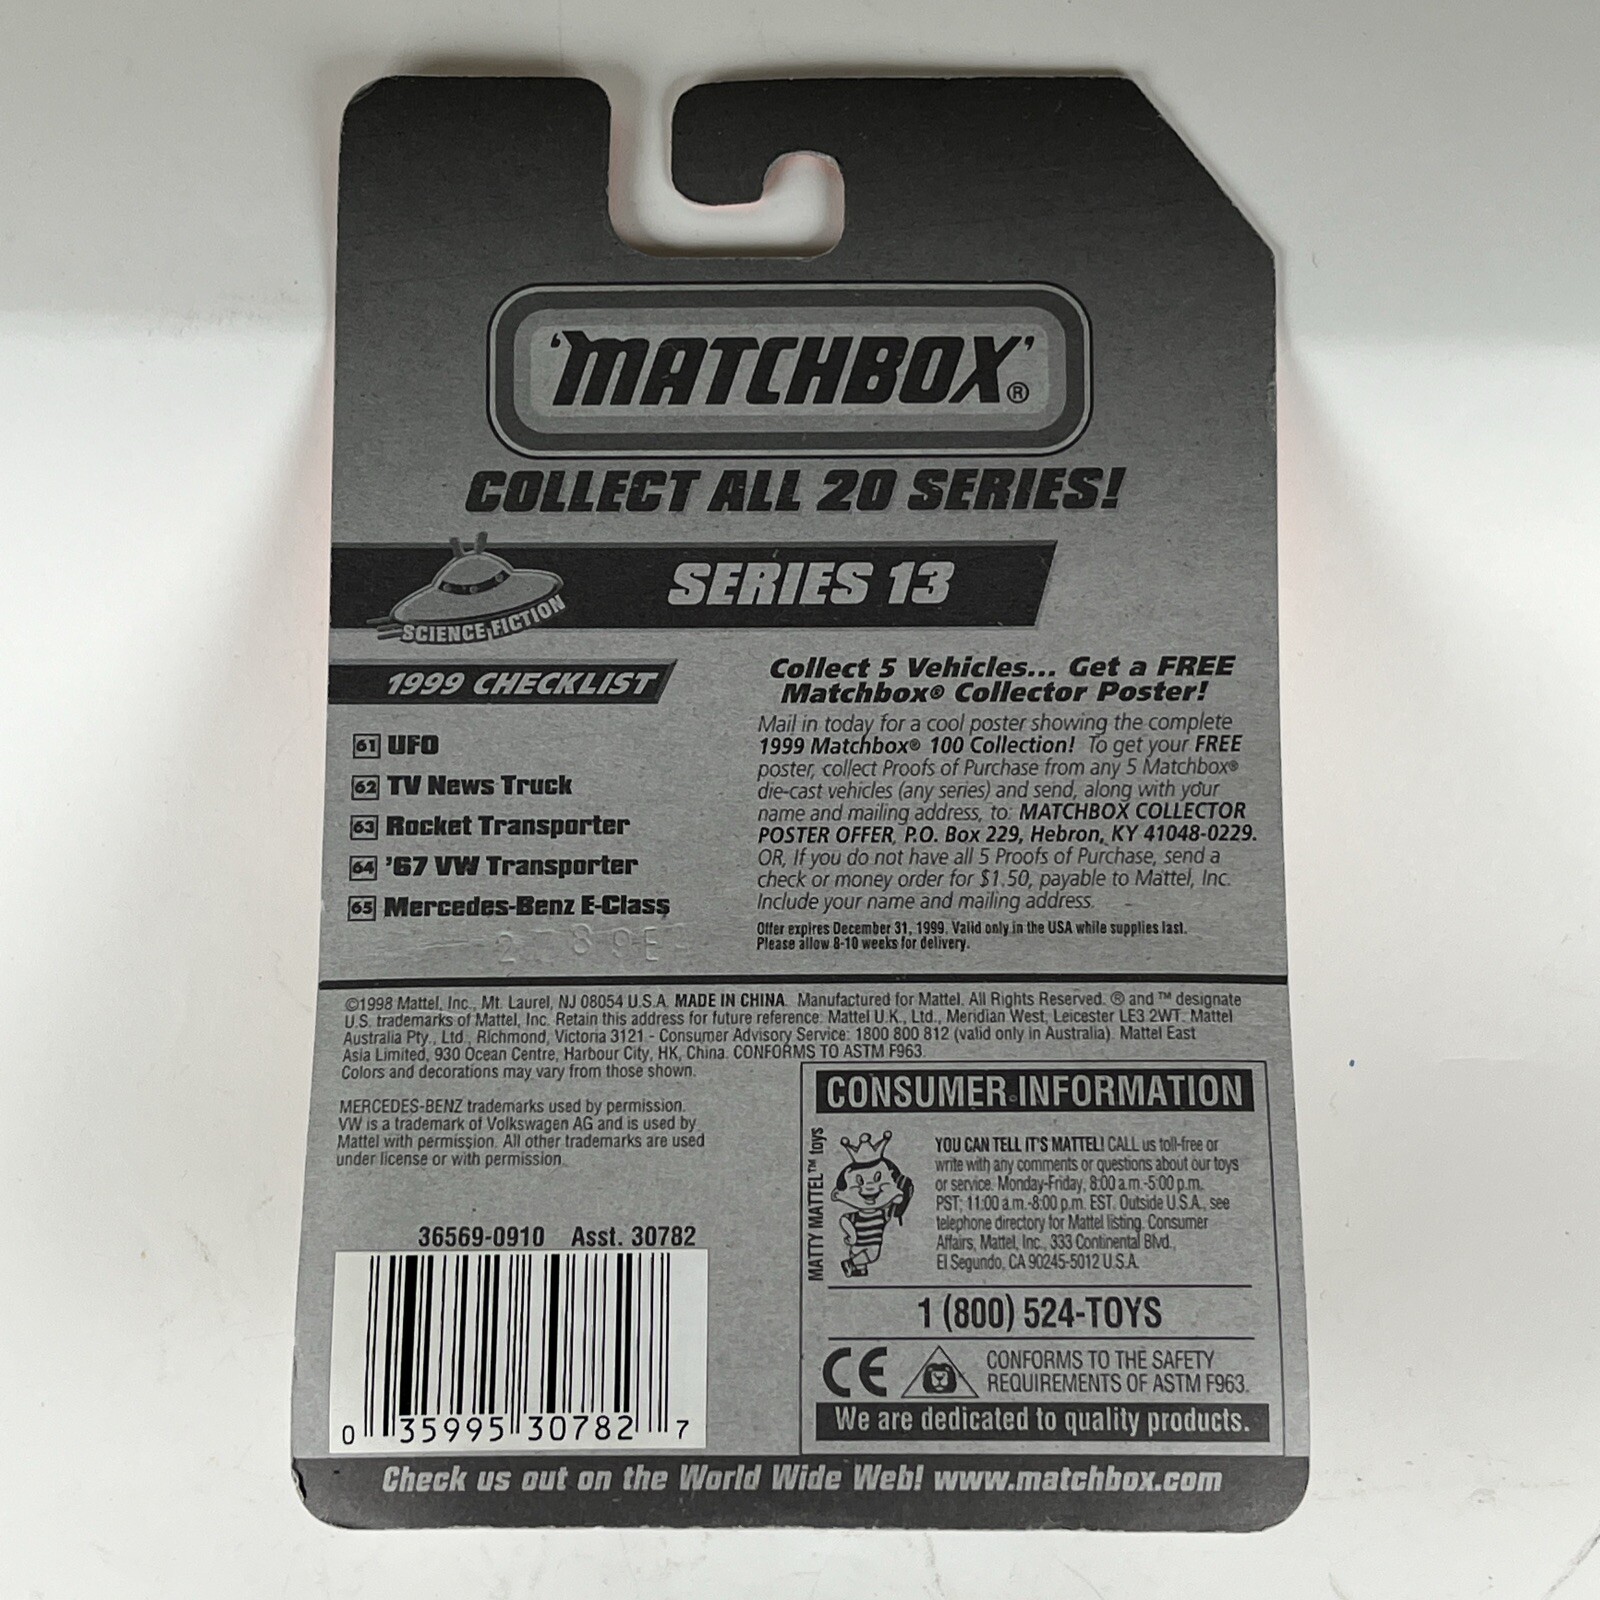 'MATCHBOX'®
COLLECT ALL 20 SERIES!
SCIENCE FICTION
SERIES 13
1999 CHECKLIST
61 UFO
62 TV News Truck
63 Rocket Transporter
64 '67 VW Transporter
65 Mercedes-Benz E-Class
Collect 5 Vehicles... Get a FREE
Matchbox® Collector Poster!
Mail in today for a cool poster showing the complete
1999 Matchbox® 100 Collection! To get your FREE
poster, collect Proofs of Purchase from any 5 Matchbox®
die-cast vehicles (any series) and send, along with your
name and mailing address, to: MATCHBOX COLLECTOR
POSTER OFFER, P.O. Box 229, Hebron, KY 41048-0229.
OR, If you do not have all 5 Proofs of Purchase, send a
check or money order for $1.50, payable to Mattel, Inc.
Include your name and mailing address.
Offer expires December 31, 1999. Valid only in the USA while supplies last.
Please allow 8-10 weeks for delivery.
©1998 Mattel, Inc., Mt. Laurel, NJ 08054 U.S.A. MADE IN CHINA. Manufactured for Mattel. All Rights Reserved. ® and ™ designate
U.S. trademarks of Mattel, Inc. Retain this address for future reference: Mattel U.K., Ltd., Meridian West, Leicester LE3 2WT. Mattel
Australia Pty., Ltd., Richmond, Victoria 3121 - Consumer Advisory Service: 1800 800 812 (valid only in Australia). Mattel East
Asia Limited, 930 Ocean Centre, Harbour City, HK, China. CONFORMS TO ASTM F963.
Colors and decorations may vary from those shown.
MERCEDES-BENZ trademarks used by permission.
VW is a trademark of Volkswagen AG and is used by
Mattel with permission. All other trademarks are used
under license or with permission.
36569-0910 Asst. 30782
0 35995 30782 7
CONSUMER INFORMATION
MATTY MATTEL™ toys
YOU CAN TELL IT'S MATTEL! CALL us toll-free or
write with any comments or questions about our toys
or service. Monday-Friday, 8:00 a.m.-5:00 p.m.
PST; 11:00 a.m.-8:00 p.m. EST. Outside U.S.A., see
telephone directory for Mattel listing. Consumer
Affairs, Mattel, Inc., 333 Continental Blvd.,
El Segundo, CA 90245-5012 U.S.A.
1 (800) 524-TOYS
CE
CONFORMS TO THE SAFETY
REQUIREMENTS OF ASTM F963.
We are dedicated to quality products.
Check us out on the World Wide Web! www.matchbox.com